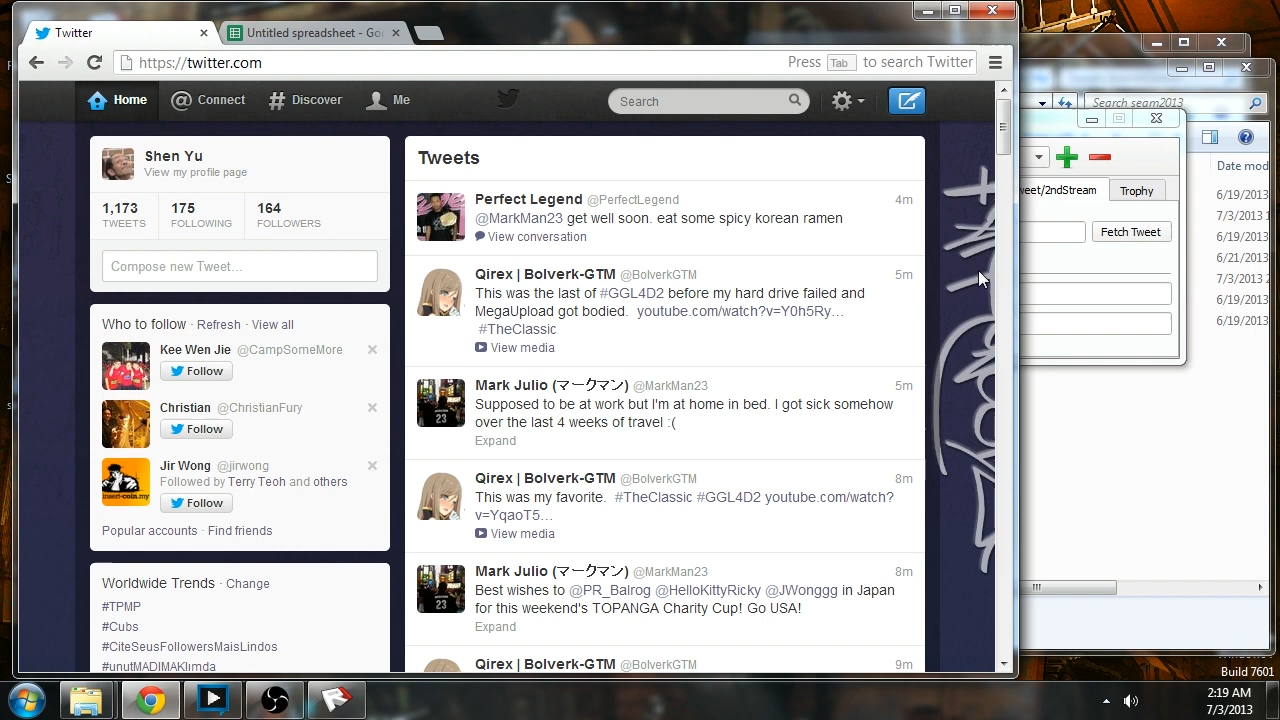 Twitter
Untitled spreadsheet - Goo
https://twitter.com
Press Tab to search Twitter
Home
Connect
Discover
Me
Search
Search seam2013
Shen Yu
View my profile page
1,173
TWEETS
175
FOLLOWING
164
FOLLOWERS
Compose new Tweet…
Who to follow · Refresh · View all
Kee Wen Jie @CampSomeMore
Follow
Christian @ChristianFury
Follow
Jir Wong @jirwong
Followed by Terry Teoh and others
Follow
Popular accounts · Find friends
Worldwide Trends · Change
#TPMP
#Cubs
#CiteSeusFollowersMaisLindos
#unutMADIMAKlımda
Tweets
Perfect Legend @PerfectLegend 4m
@MarkMan23 get well soon. eat some spicy korean ramen
View conversation
Qirex | Bolverk-GTM @BolverkGTM 5m
This was the last of #GGL4D2 before my hard drive failed and
MegaUpload got bodied. youtube.com/watch?v=Y0h5Ry…
#TheClassic
View media
Mark Julio (マークマン) @MarkMan23 5m
Supposed to be at work but I'm at home in bed. I got sick somehow
over the last 4 weeks of travel :(
Expand
Qirex | Bolverk-GTM @BolverkGTM 8m
This was my favorite. #TheClassic #GGL4D2 youtube.com/watch?
v=YqaoT5…
View media
Mark Julio (マークマン) @MarkMan23 8m
Best wishes to @PR_Balrog @HelloKittyRicky @JWonggg in Japan
for this weekend's TOPANGA Charity Cup! Go USA!
Expand
Qirex | Bolverk-GTM @BolverkGTM 9m
weet/2ndStream
Trophy
Fetch Tweet
Date mod
6/19/2013
7/3/2013 1
6/19/2013
6/21/2013
7/3/2013 2
6/19/2013
6/19/2013
Build 7601
2:19 AM
7/3/2013